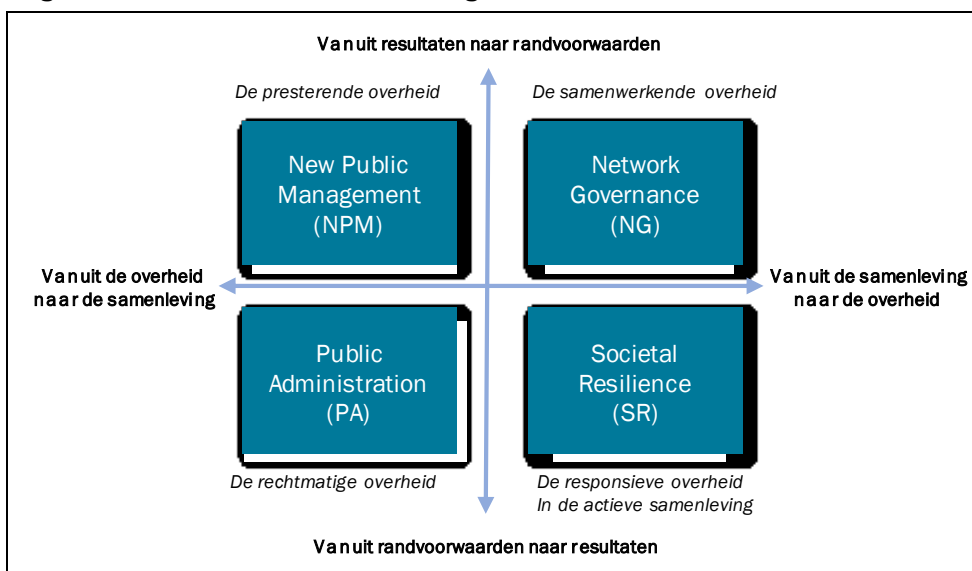 Vanuit resultaten naar randvoorwaarden
De presterende overheid
De samenwerkende overheid
New Public
Management
(NPM)
Network
Governance
(NG)
Vanuit de overheid
naar de samenleving
Vanuit de samenleving
naar de overheid
Public
Administration
(PA)
Societal
Resilience
(SR)
De rechtmatige overheid
De responsieve overheid
In de actieve samenleving
Vanuit randvoorwaarden naar resultaten